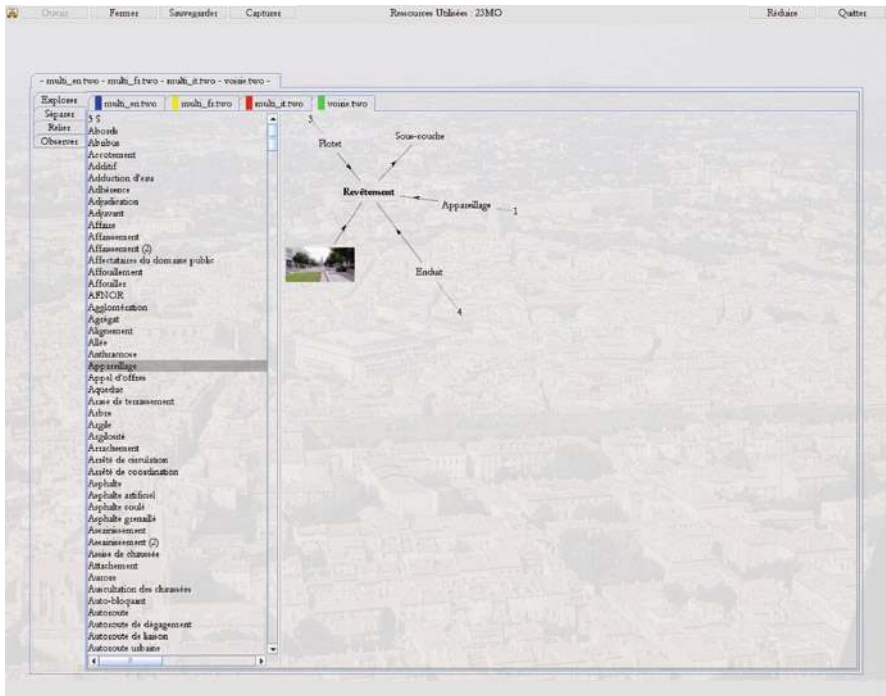 Ouvrir Fermer Sauvegarder Capturer Ressources Utilisées : 23MO Réduire Quitter
- multi_en.two - multi_fr.two - multi_it.two - voirie.two -
Explorer
Séparer
Relier
Observer
multi_en.two multi_fr.two multi_it.two voirie.two
3 S
Abords
Abribus
Accotement
Additif
Adduction d'eau
Adhérence
Adjudication
Adjuvant
Affaire
Affaissement
Affaissement (2)
Affectataires du domaine public
Affouillement
Affouiller
AFNOR
Agglomération
Agrégat
Alignement
Allée
Anthracnose
Appareillage
Appel d'offres
Aqueduc
Arase de terrassement
Arbre
Argile
Argilosité
Arrachement
Arrêté de circulation
Arrêté de coordination
Asphalte
Asphalte artificiel
Asphalte coulé
Asphalte grenaillé
Assainissement
Assainissement (2)
Assise de chaussée
Attachement
Aurore
Auscultation des chaussées
Auto-bloquant
Autoroute
Autoroute de dégagement
Autoroute de liaison
Autoroute urbaine
3
Plotet
Sous-couche
Revêtement
Appareillage
1
Enduit
4